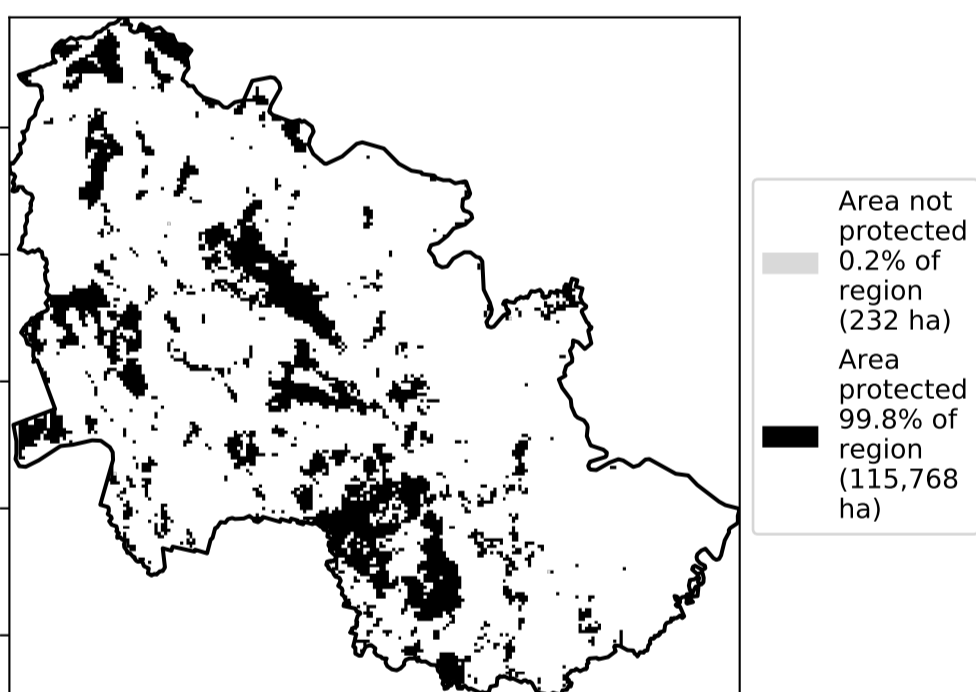 Area not
protected
0.2% of
region
(232 ha)
Area
protected
99.8% of
region
(115,768
ha)